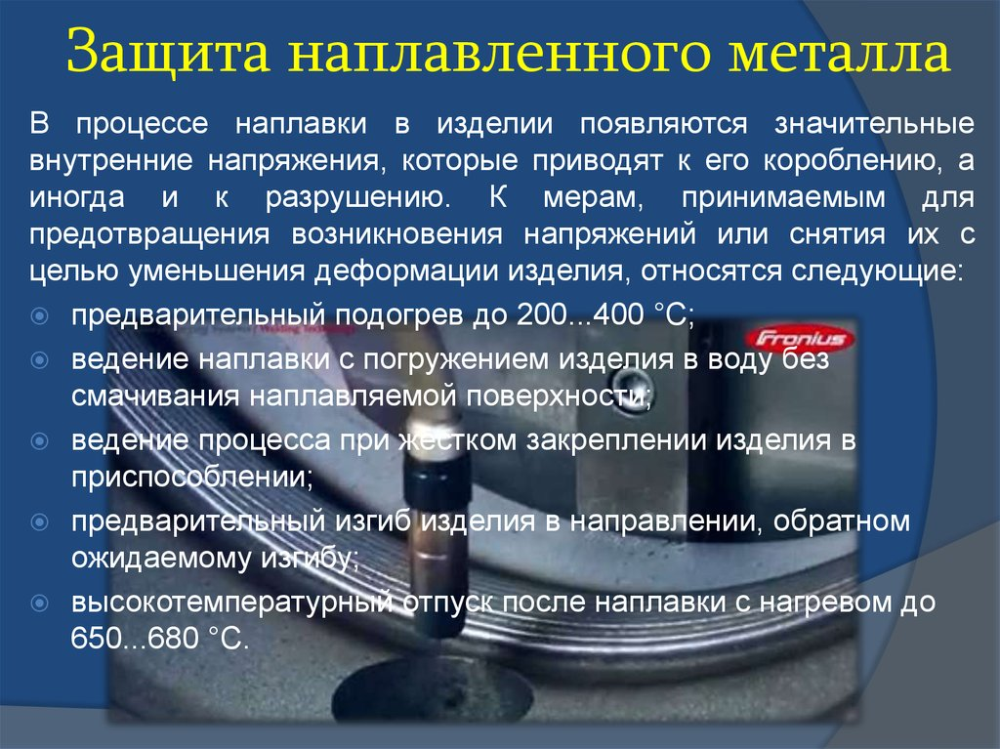 Защита наплавленного металла
В процессе наплавки в изделии появляются значительные
внутренние напряжения, которые приводят к его короблению, а
иногда и к разрушению. К мерам, принимаемым для
предотвращения возникновения напряжений или снятия их с
целью уменьшения деформации изделия, относятся следующие:
предварительный подогрев до 200...400 °С;
Fronius
ведение наплавки с погружением изделия в воду без
смачивания наплавляемой поверхности;
ведение процесса при жестком закреплении изделия в
приспособлении;
предварительный изгиб изделия в направлении, обратном
ожидаемому изгибу;
высокотемпературный отпуск после наплавки с нагревом до
650...680 °С.